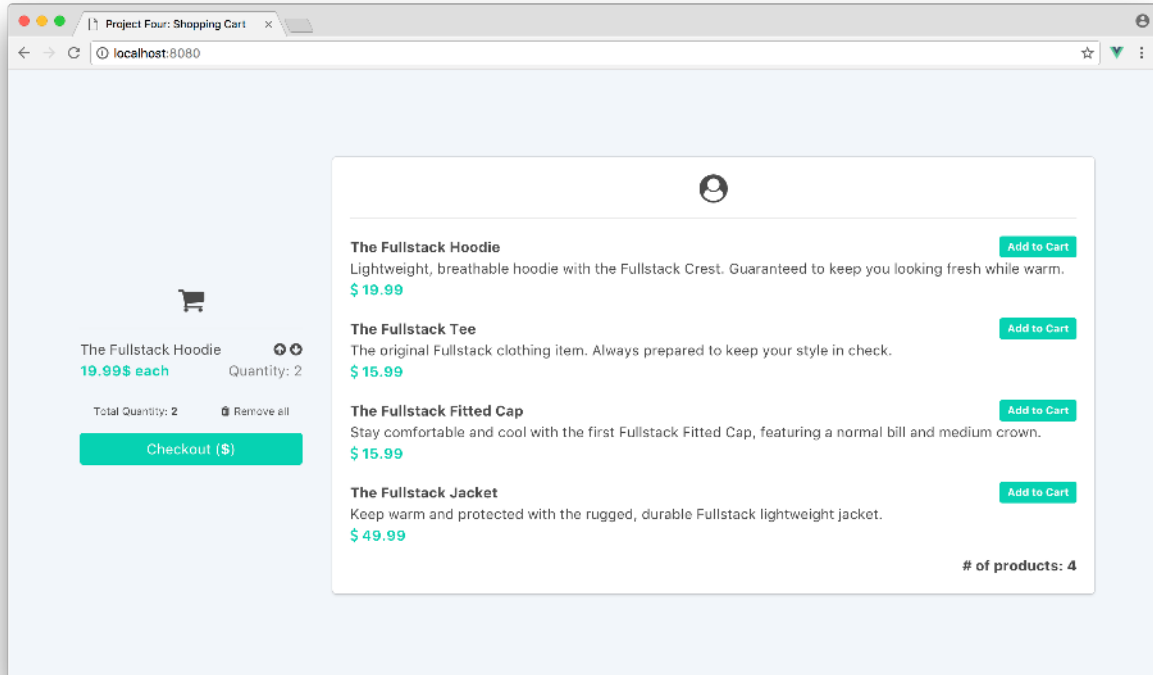 Project Four: Shopping Cart
localhost:8080
The Fullstack Hoodie
19.99$ each
Quantity: 2
Total Quantity: 2
Remove all
Checkout ($)
The Fullstack Hoodie
Add to Cart
Lightweight, breathable hoodie with the Fullstack Crest. Guaranteed to keep you looking fresh while warm.
$ 19.99
The Fullstack Tee
Add to Cart
The original Fullstack clothing item. Always prepared to keep your style in check.
$ 15.99
The Fullstack Fitted Cap
Add to Cart
Stay comfortable and cool with the first Fullstack Fitted Cap, featuring a normal bill and medium crown.
$ 15.99
The Fullstack Jacket
Add to Cart
Keep warm and protected with the rugged, durable Fullstack lightweight jacket.
$ 49.99
# of products: 4